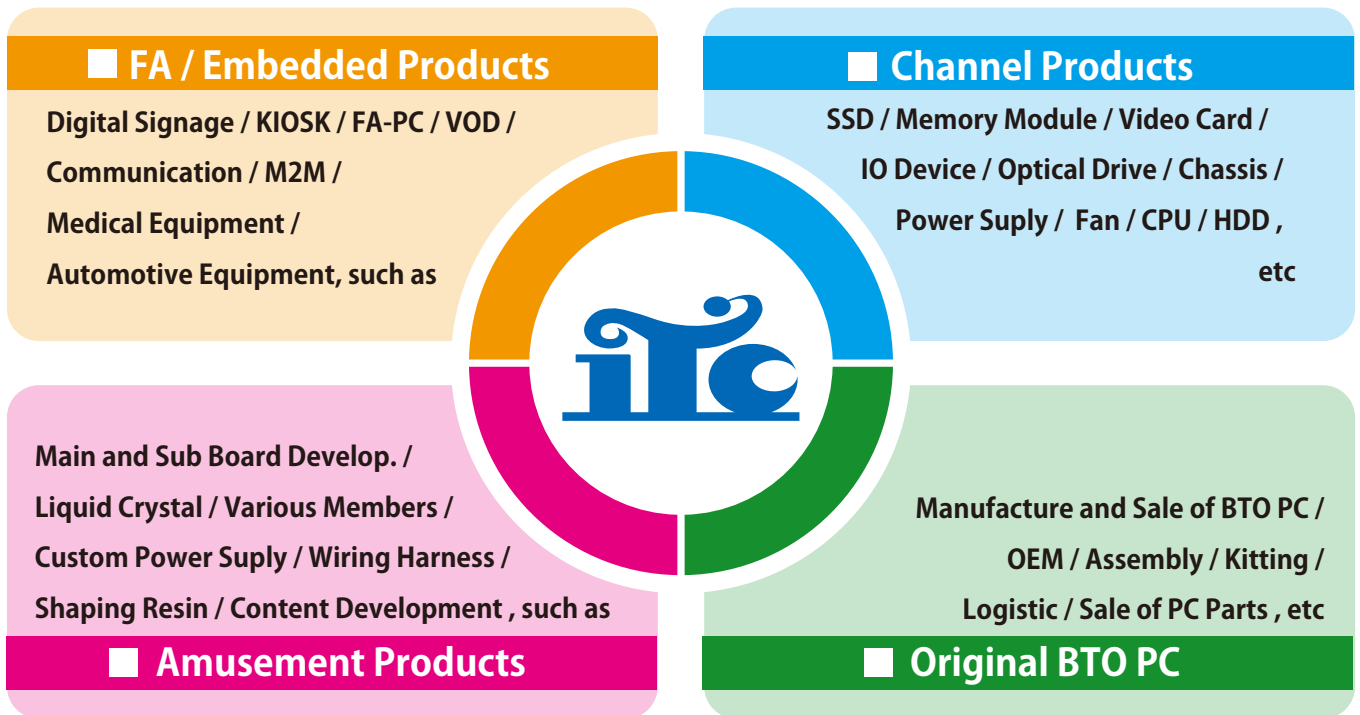 ■ FA / Embedded Products
Digital Signage / KIOSK / FA-PC / VOD /
Communication / M2M /
Medical Equipment /
Automotive Equipment, such as
■ Channel Products
SSD / Memory Module / Video Card /
IO Device / Optical Drive / Chassis /
Power Suply /  Fan / CPU / HDD ,
etc
iTc
Main and Sub Board Develop. /
Liquid Crystal / Various Members /
Custom Power Suply / Wiring Harness /
Shaping Resin / Content Development , such as
■ Amusement Products
Manufacture and Sale of BTO PC /
OEM / Assembly / Kitting /
Logistic / Sale of PC Parts , etc
■ Original BTO PC